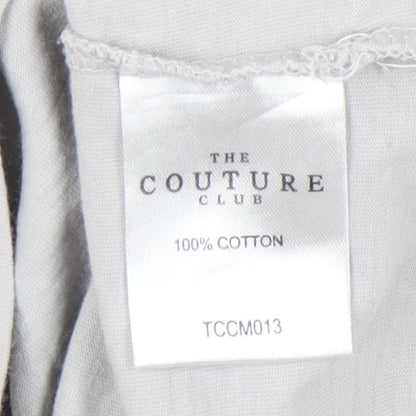 THE
COUTURE
CLUB
100% COTTON
TCCM013